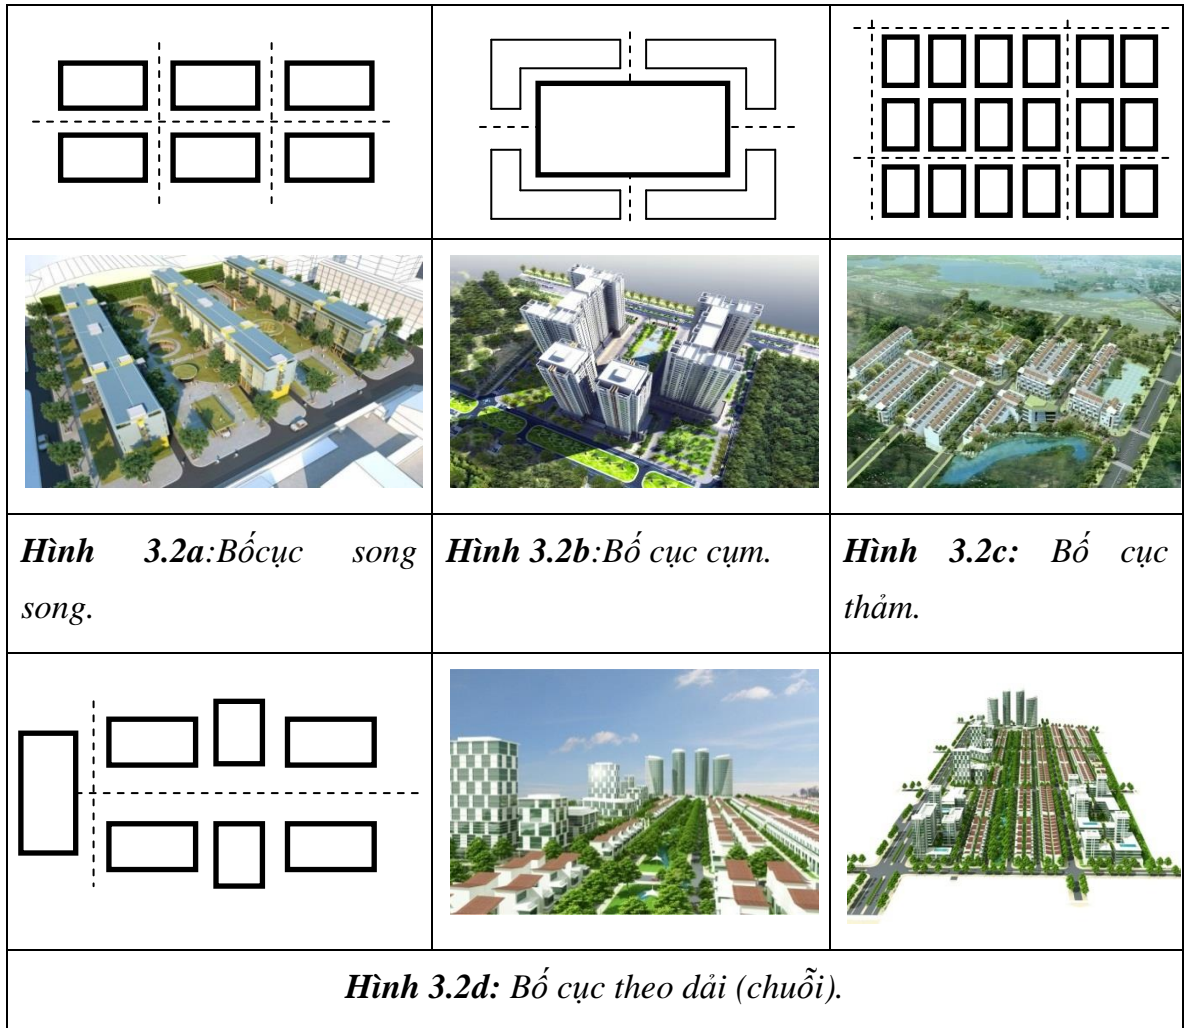 Hình 3.2a:Bốcục song
song.
Hình 3.2b:Bố cục cụm.
Hình 3.2c: Bố cục
thảm.
Hình 3.2d: Bố cục theo dải (chuỗi).